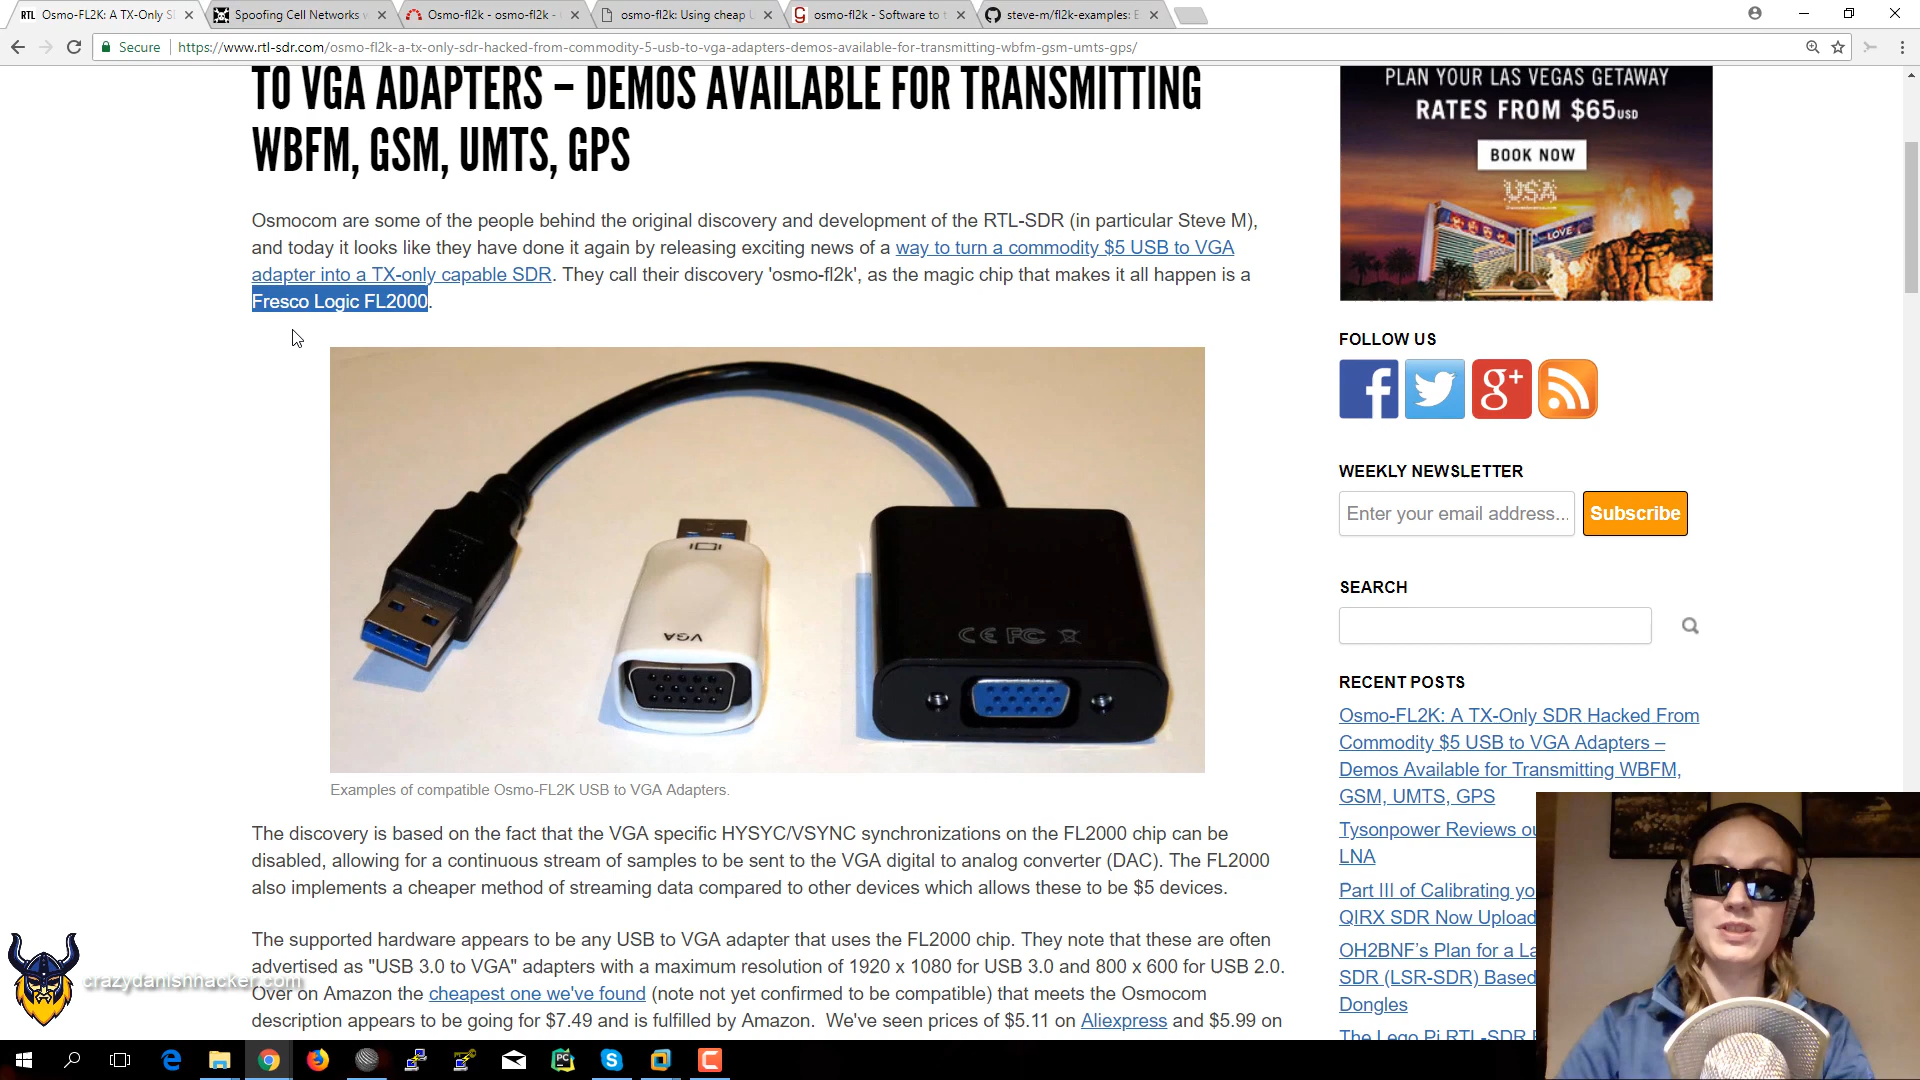 RTL Osmo-FL2K: A TX-Only S
Spoofing Cell Networks
Osmo-fl2k - osmo-fl2k -
osmo-fl2k: Using cheap
osmo-fl2k - Software to
steve-m/fl2k-examples: E
Secure
https://www.rtl-sdr.com/osmo-fl2k-a-tx-only-sdr-hacked-from-commodity-5-usb-to-vga-adapters-demos-available-for-transmitting-wbfm-gsm-umts-gps/
TO VGA ADAPTERS – DEMOS AVAILABLE FOR TRANSMITTING
WBFM, GSM, UMTS, GPS
Osmocom are some of the people behind the original discovery and development of the RTL-SDR (in particular Steve M),
and today it looks like they have done it again by releasing exciting news of a way to turn a commodity $5 USB to VGA
adapter into a TX-only capable SDR. They call their discovery 'osmo-fl2k', as the magic chip that makes it all happen is a
Fresco Logic FL2000.
VGA
CE FC
Examples of compatible Osmo-FL2K USB to VGA Adapters.
The discovery is based on the fact that the VGA specific HYSYC/VSYNC synchronizations on the FL2000 chip can be
disabled, allowing for a continuous stream of samples to be sent to the VGA digital to analog converter (DAC). The FL2000
also implements a cheaper method of streaming data compared to other devices which allows these to be $5 devices.
The supported hardware appears to be any USB to VGA adapter that uses the FL2000 chip. They note that these are often
advertised as "USB 3.0 to VGA" adapters with a maximum resolution of 1920 x 1080 for USB 3.0 and 800 x 600 for USB 2.0.
Over on Amazon the cheapest one we've found (note not yet confirmed to be compatible) that meets the Osmocom
description appears to be going for $7.49 and is fulfilled by Amazon. We've seen prices of $5.11 on Aliexpress and $5.99 on
crazydanishhacker.com
PLAN YOUR LAS VEGAS GETAWAY
RATES FROM $65USD
BOOK NOW
USA
LOVE
FOLLOW US
f
g+
WEEKLY NEWSLETTER
Enter your email address...
Subscribe
SEARCH
RECENT POSTS
Osmo-FL2K: A TX-Only SDR Hacked From
Commodity $5 USB to VGA Adapters –
Demos Available for Transmitting WBFM,
GSM, UMTS, GPS
Tysonpower Reviews
LNA
Part III of Calibrating
QIRX SDR Now Upload
OH2BNF's Plan for a
SDR (LSR-SDR) Based
Dongles
The Lego Pi RTL-SDR